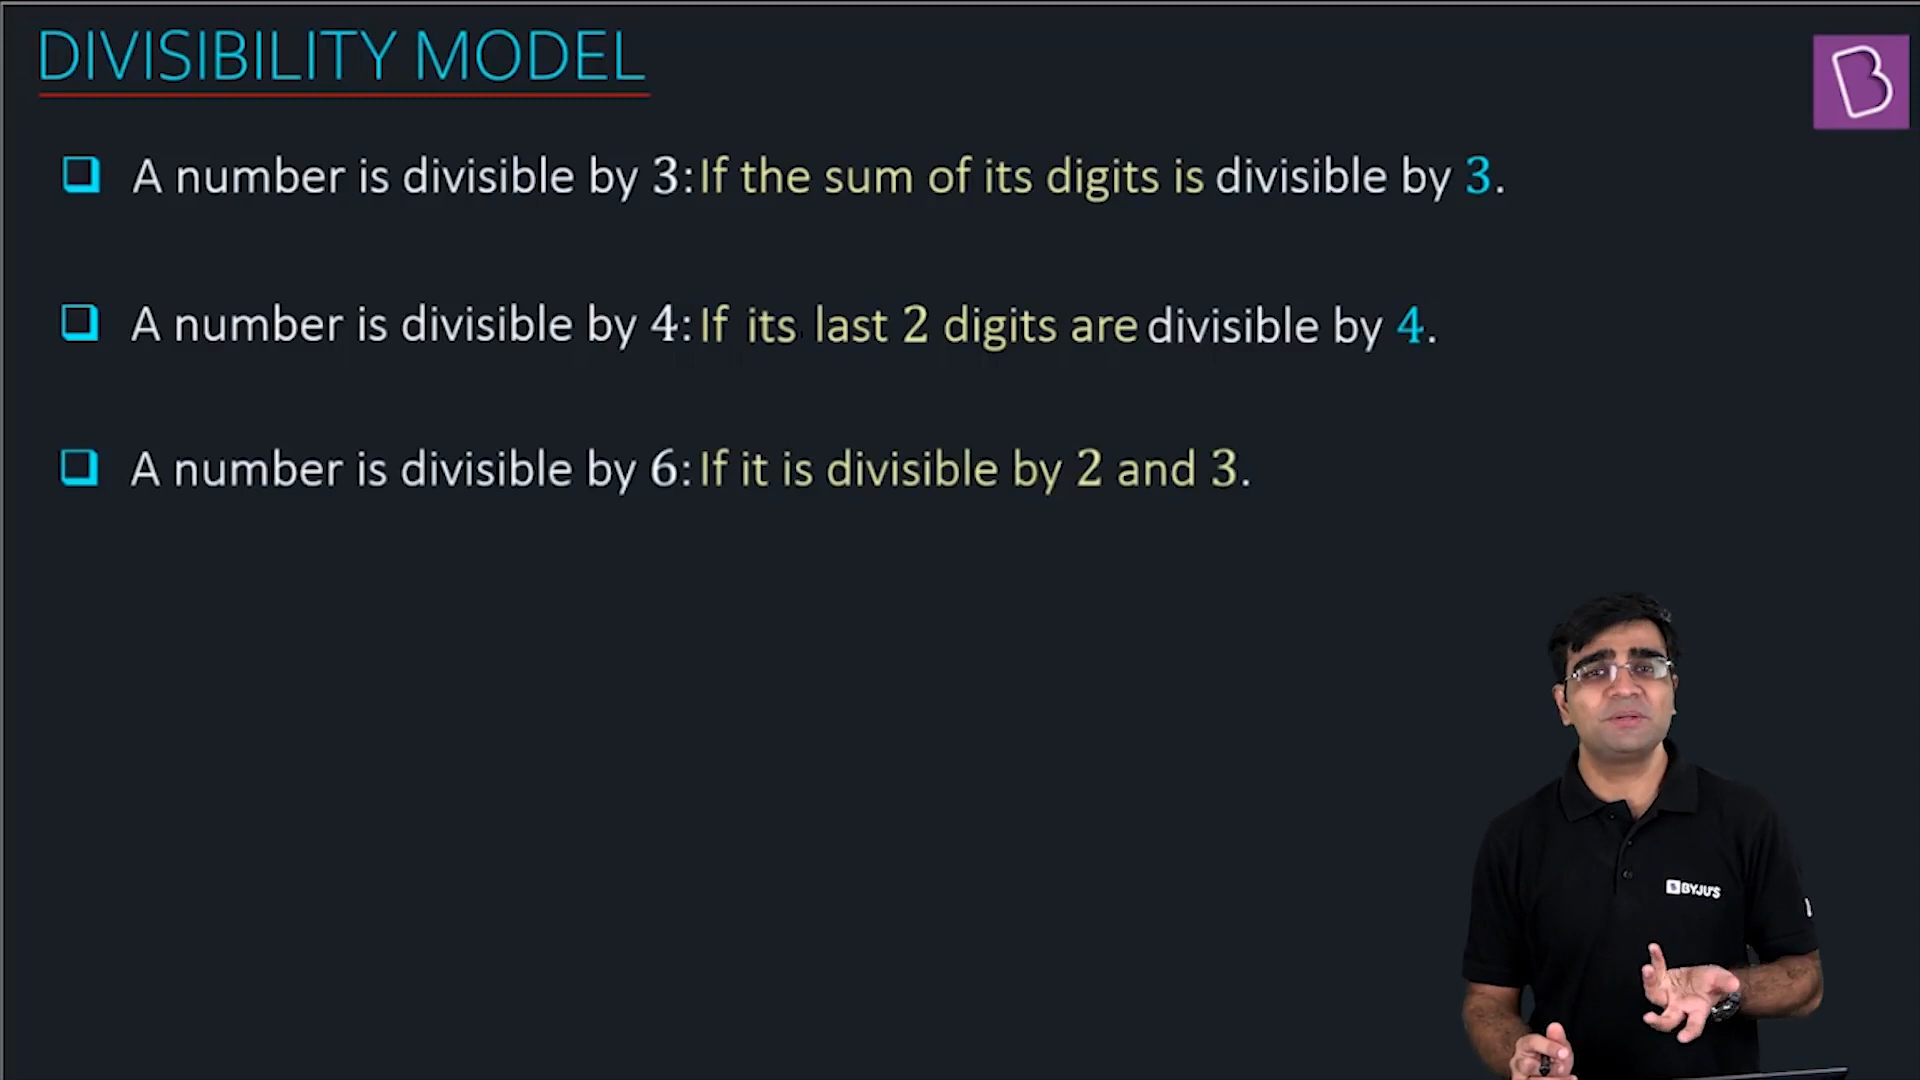 DIVISIBILITY MODEL
A number is divisible by 3: If the sum of its digits is divisible by 3.
A number is divisible by 4: If its last 2 digits are divisible by 4.
A number is divisible by 6: If it is divisible by 2 and 3.
BYJU'S